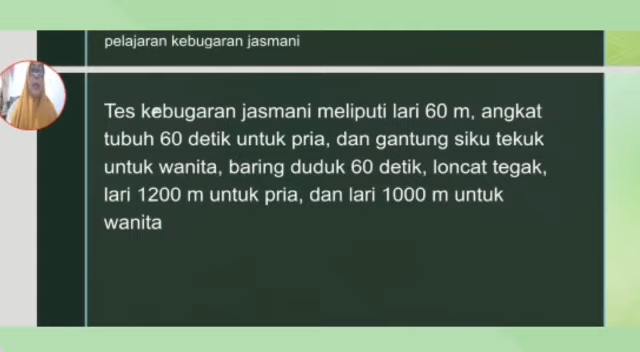 pelajaran kebugaran jasmani
Tes kebugaran jasmani meliputi lari 60 m, angkat
tubuh 60 detik untuk pria, dan gantung siku tekuk
untuk wanita, baring duduk 60 detik, loncat tegak,
lari 1200 m untuk pria, dan lari 1000 m untuk
wanita